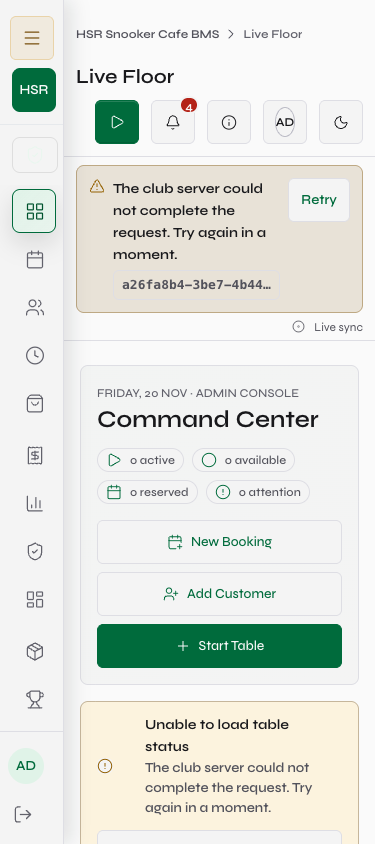 HSR Snooker Cafe BMS > Live Floor
HSR
Live Floor
4
AD
The club server could
not complete the
request. Try again in a
moment.
Retry
a26fa8b4-3be7-4b44…
Live sync
FRIDAY, 20 NOV · ADMIN CONSOLE
Command Center
0 active
0 available
0 reserved
0 attention
New Booking
Add Customer
Start Table
Unable to load table
status
The club server could not
complete the request. Try
again in a moment.
AD